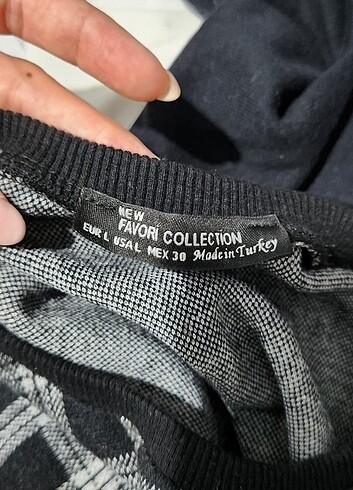 NEW
FAVORI COLLECTION
EUR L USA L MEX 30 Made in Turkey